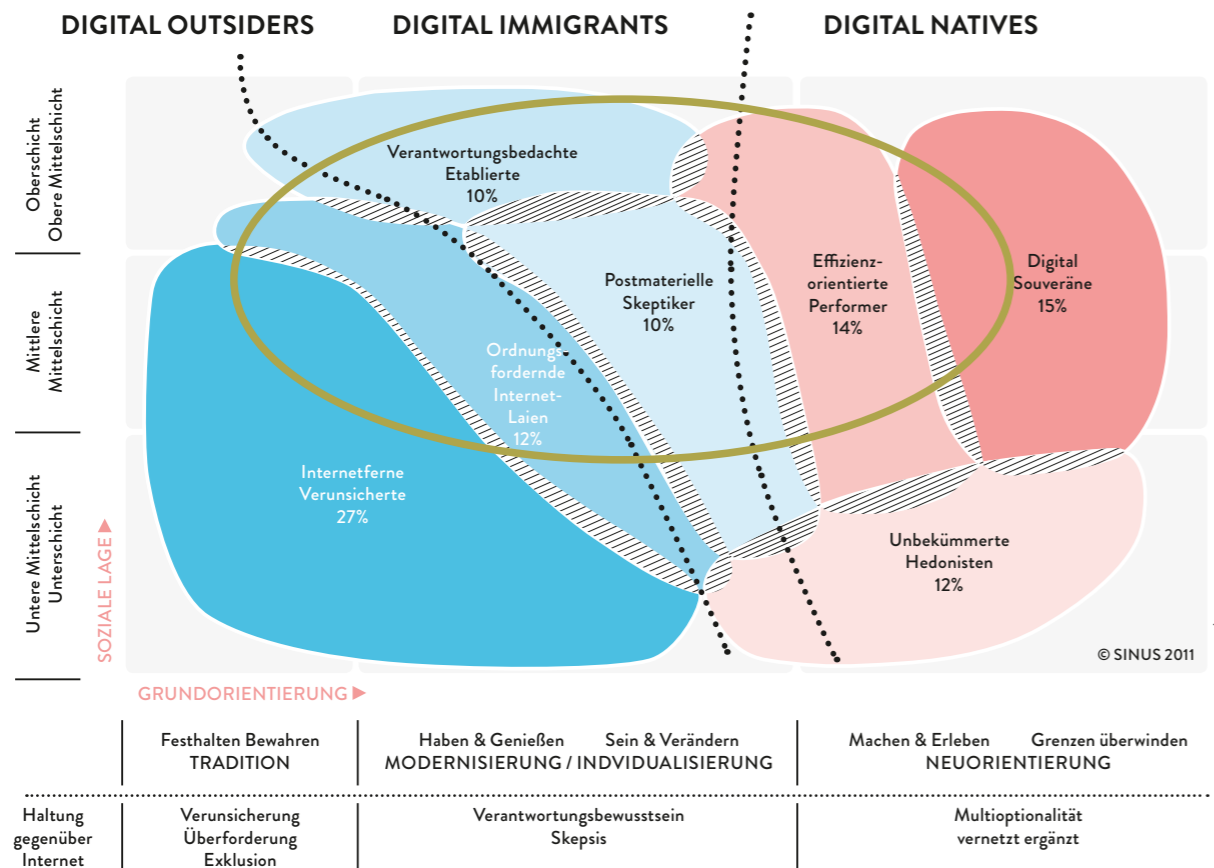 DIGITAL OUTSIDERS
DIGITAL IMMIGRANTS
DIGITAL NATIVES
Oberschicht
Obere Mittelschicht
Mittlere
Mittelschicht
Untere Mittelschicht
Unterschicht
SOZIALE LAGE ▶
Verantwortungsbedachte
Etablierte
10%
Postmaterielle
Skeptiker
10%
Effizienz-
orientierte
Performer
14%
Digital
Souveräne
15%
Ordnungs-
fordernde
Internet-
Laien
12%
Internetferne
Verunsicherte
27%
Unbekümmerte
Hedonisten
12%
© SINUS 2011
GRUNDORIENTIERUNG ▶
Festhalten Bewahren
TRADITION
Haben & Genießen Sein & Verändern
MODERNISIERUNG / INDVIDUALISIERUNG
Machen & Erleben Grenzen überwinden
NEUORIENTIERUNG
Haltung
gegenüber
Internet
Verunsicherung
Überforderung
Exklusion
Verantwortungsbewusstsein
Skepsis
Multioptionalität
vernetzt ergänzt